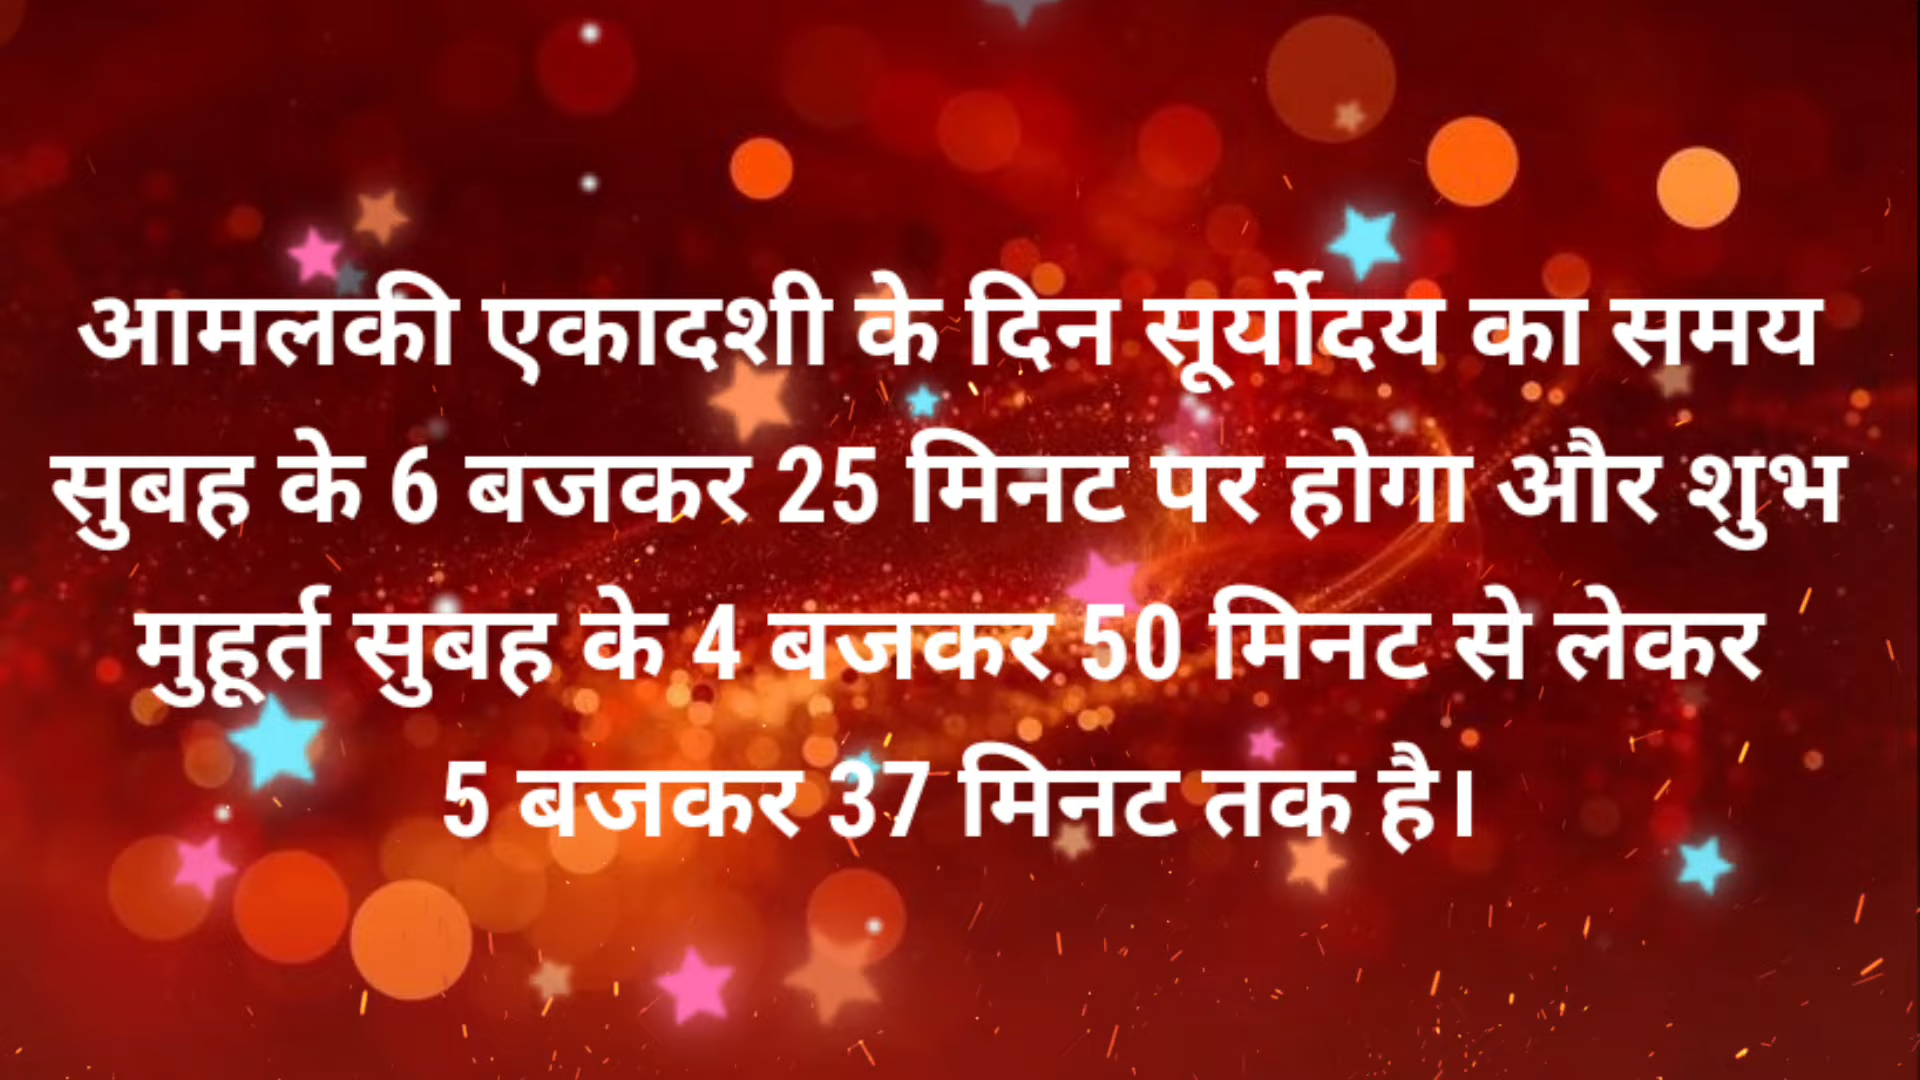 आमलकी एकादशी के दिन सूर्योदय का समय
सुबह के 6 बजकर 25 मिनट पर होगा और शुभ
मुहूर्त सुबह के 4 बजकर 50 मिनट से लेकर
5 बजकर 37 मिनट तक है।